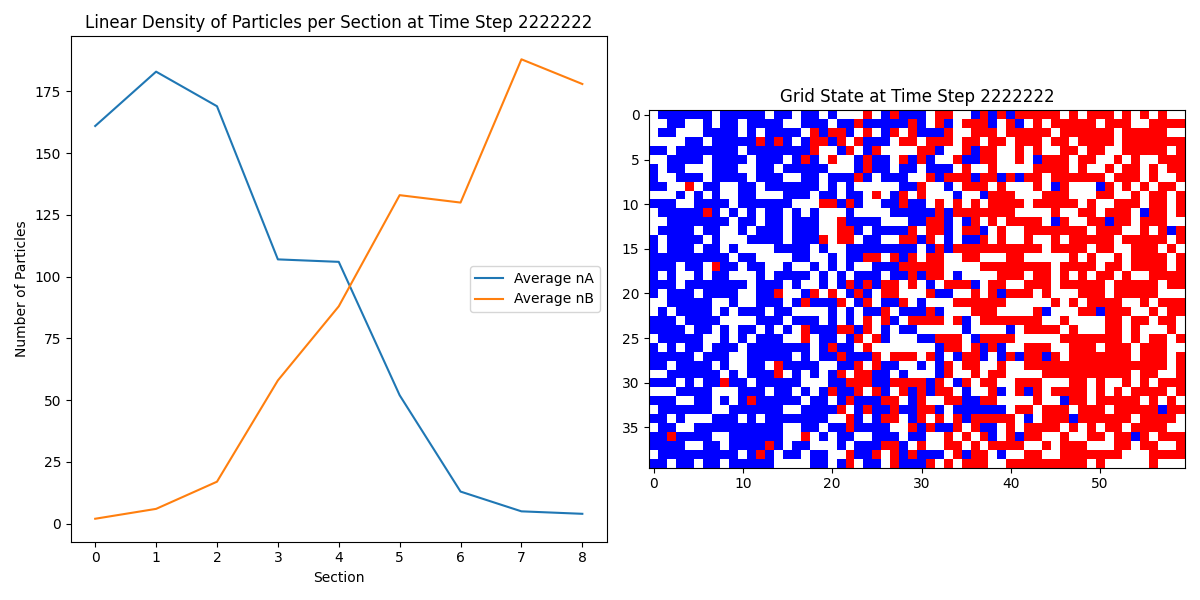 Linear Density of Particles per Section at Time Step 2222222
175
150
125
100
75
50
25
0
Number of Particles
Average nA
Average nB
0 1 2 3 4 5 6 7 8
Section
Grid State at Time Step 2222222
0
5
10
15
20
25
30
35
0 10 20 30 40 50